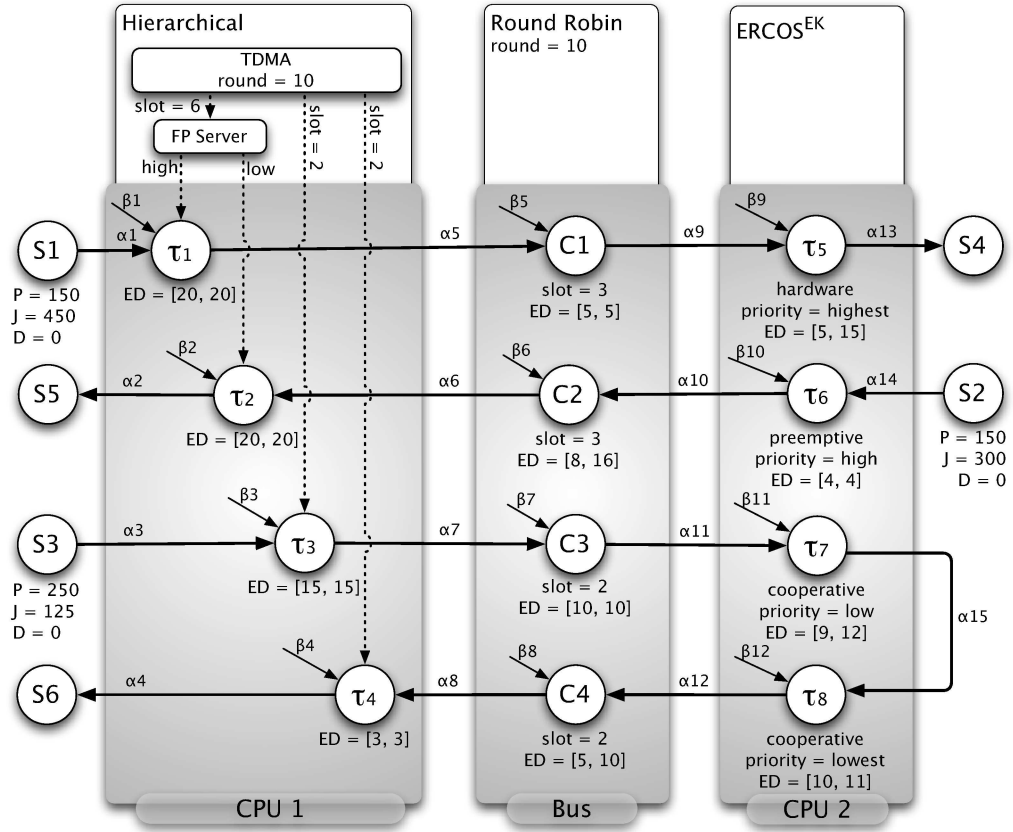 Hierarchical
TDMA
round = 10
slot = 6
slot = 2
slot = 2
FP Server
high
low
Round Robin
round = 10
ERCOS^EK
S1
P = 150
J = 450
D = 0
α1
β1
τ1
ED = [20, 20]
α5
β5
C1
slot = 3
ED = [5, 5]
α9
β9
τ5
hardware
priority = highest
ED = [5, 15]
α13
S4
S5
α2
β2
τ2
ED = [20, 20]
α6
β6
C2
slot = 3
ED = [8, 16]
α10
β10
τ6
preemptive
priority = high
ED = [4, 4]
α14
S2
P = 150
J = 300
D = 0
S3
P = 250
J = 125
D = 0
α3
β3
τ3
ED = [15, 15]
α7
β7
C3
slot = 2
ED = [10, 10]
α11
β11
τ7
cooperative
priority = low
ED = [9, 12]
α15
S6
α4
β4
τ4
ED = [3, 3]
α8
β8
C4
slot = 2
ED = [5, 10]
α12
β12
τ8
cooperative
priority = lowest
ED = [10, 11]
CPU 1
Bus
CPU 2